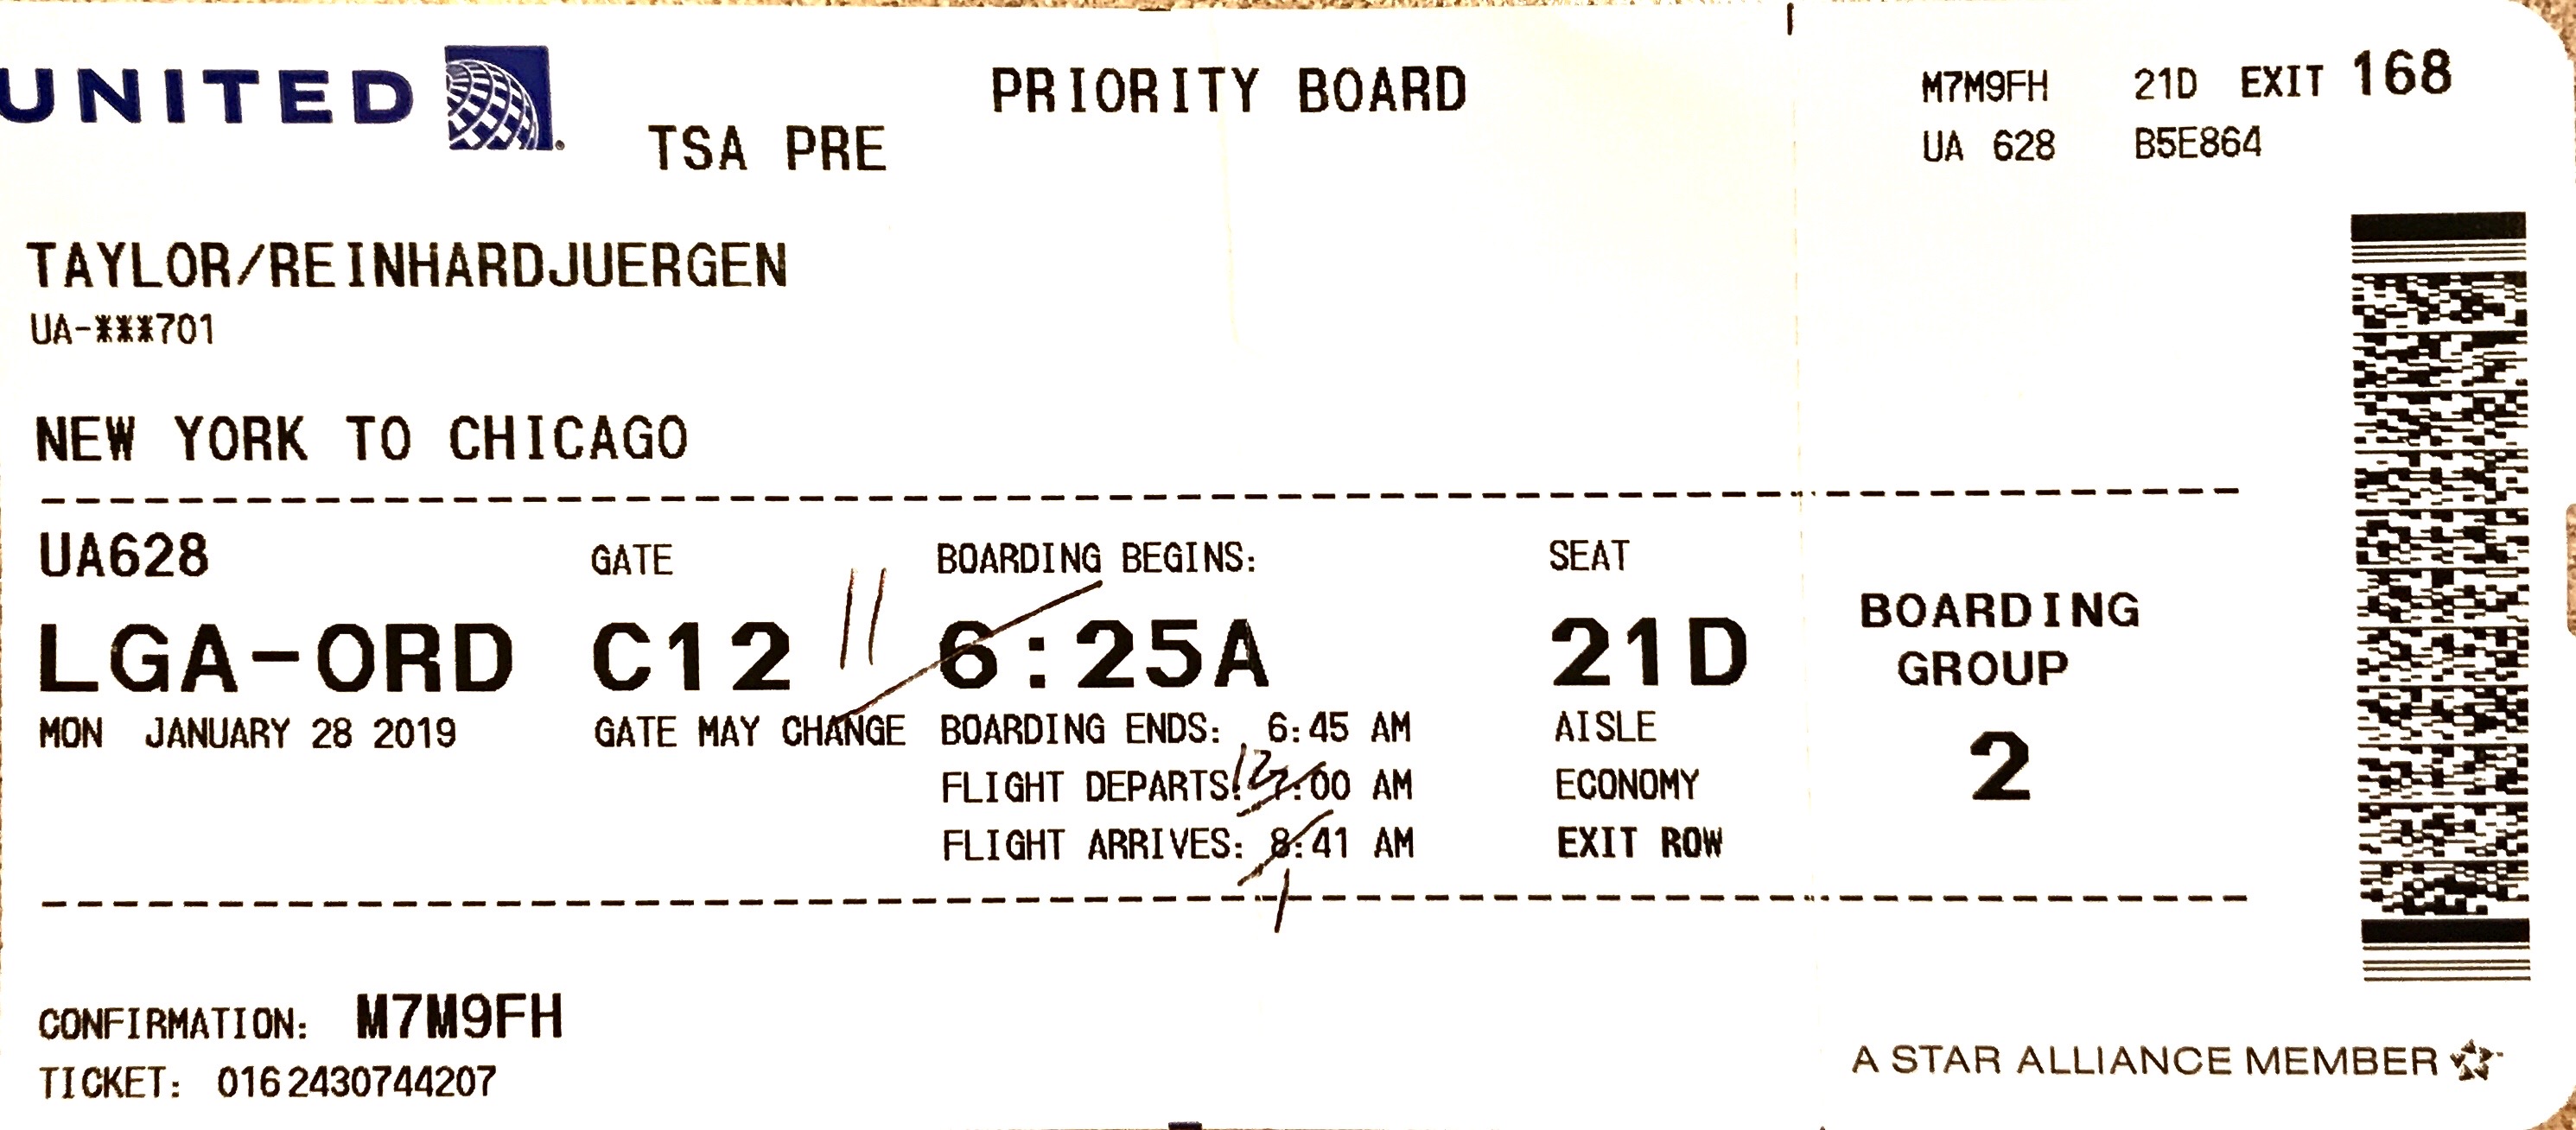 UNITED
TSA PRE
PRIORITY BOARD
M7M9FH 21D EXIT 168
UA 628 B5E864
TAYLOR/REINHARDJUERGEN
UA-***701
NEW YORK TO CHICAGO
UA628 GATE BOARDING BEGINS: SEAT
LGA-ORD C12 11 6:25A 21D
MON JANUARY 28 2019 GATE MAY CHANGE BOARDING ENDS: 6:45 AM AISLE
FLIGHT DEPARTS: 12 7:00 AM ECONOMY
FLIGHT ARRIVES: 8:41 AM EXIT ROW
1
BOARDING
GROUP
2
CONFIRMATION: M7M9FH
TICKET: 0162430744207
A STAR ALLIANCE MEMBER